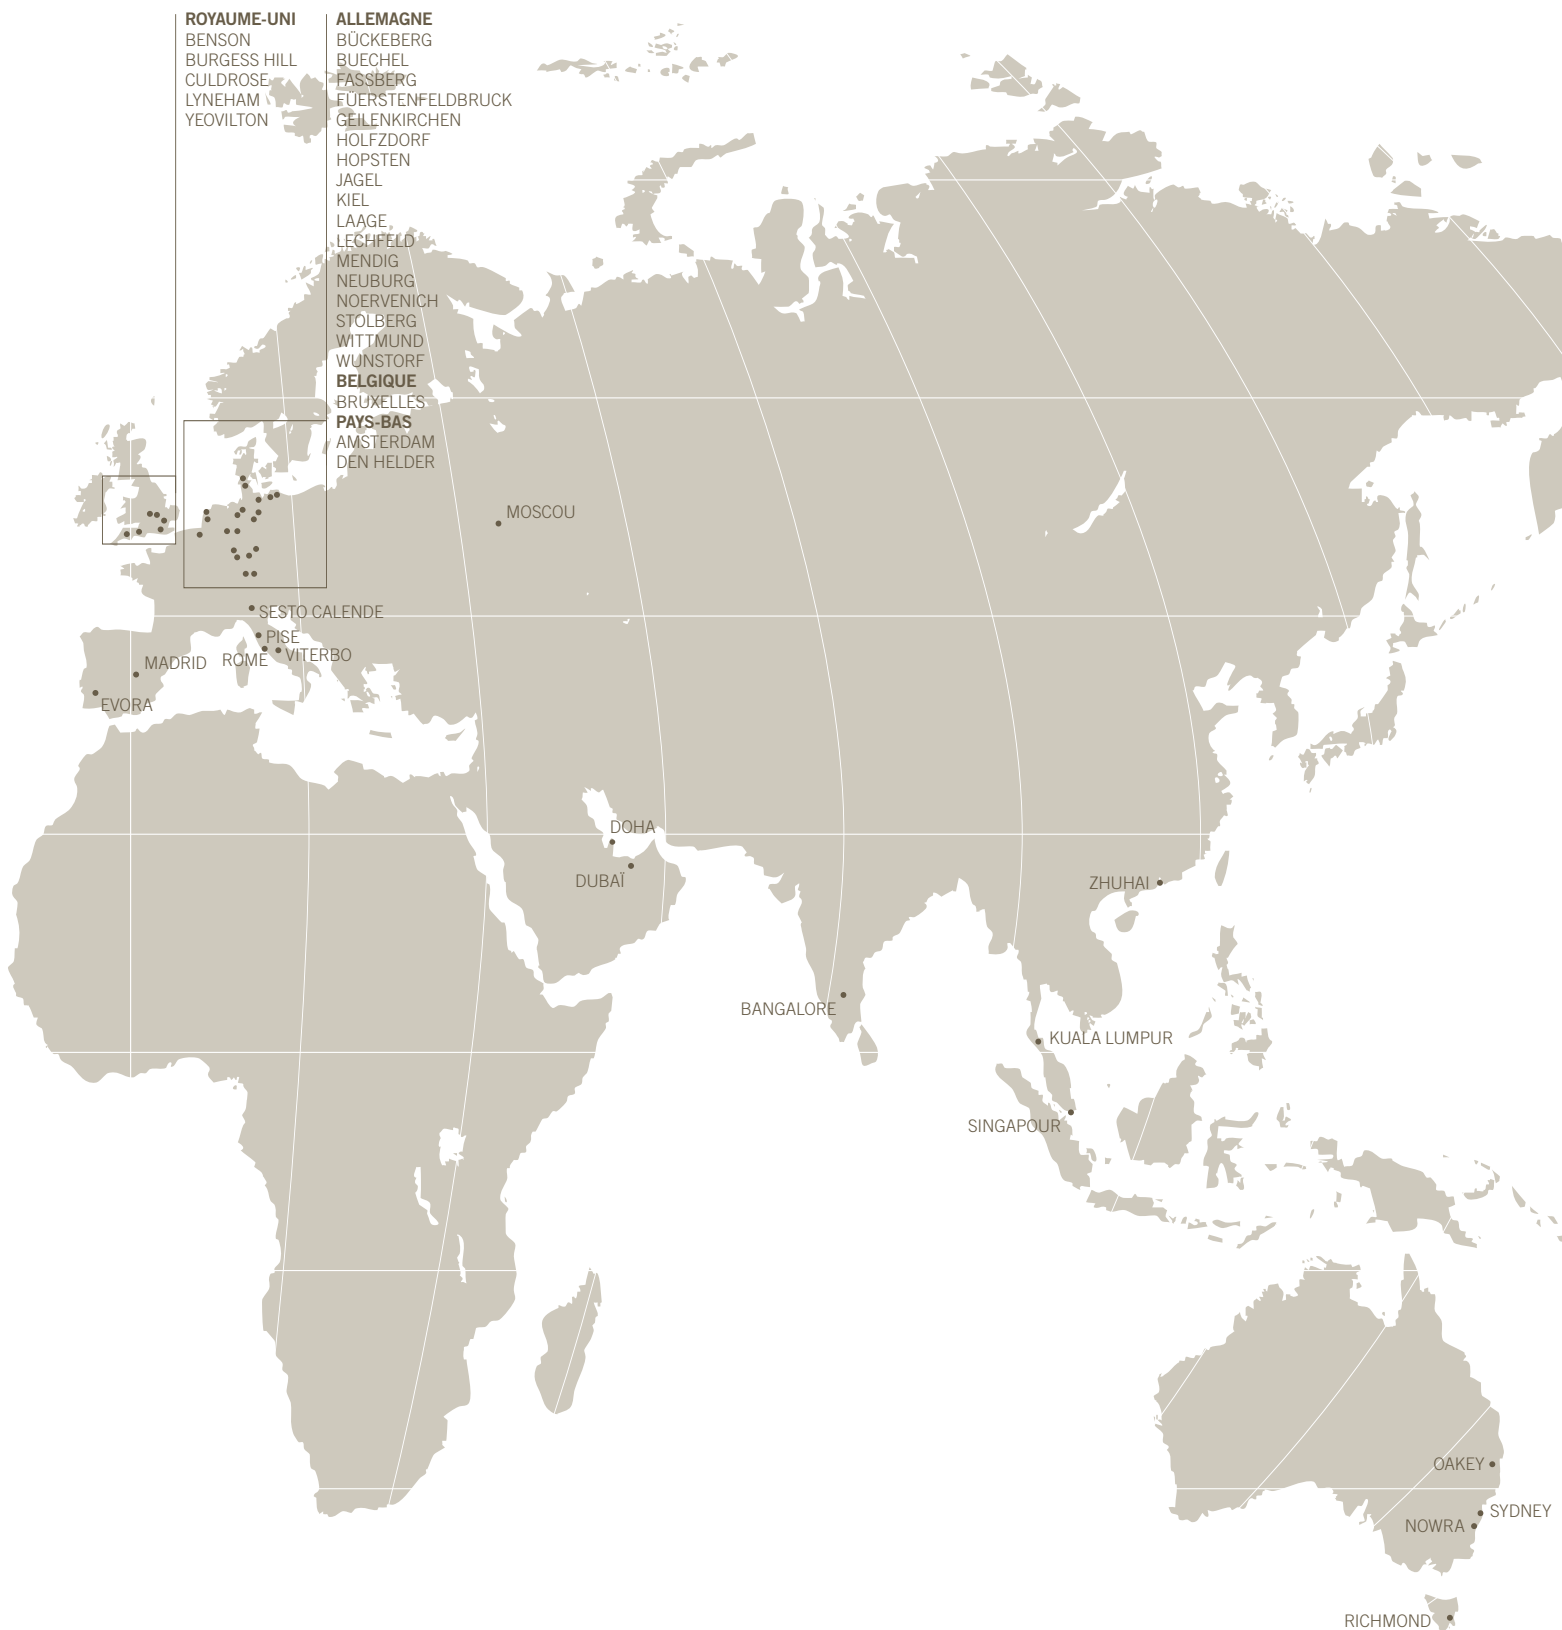 ROYAUME-UNI
BENSON
BURGESS HILL
CULDROSE
LYNEHAM
YEOVILTON
ALLEMAGNE
BÜCKEBERG
BUECHEL
FASSBERG
FÜERSTENFELDBRUCK
GEILENKIRCHEN
HOLFZDORF
HOPSTEN
JAGEL
KIEL
LAAGE
LECHFELD
MENDIG
NEUBURG
NOERVENICH
STOLBERG
WITTMUND
WUNSTORF
BELGIQUE
BRUXELLES
PAYS-BAS
AMSTERDAM
DEN HELDER
MOSCOU
SESTO CALENDE
PISE
ROME
VITERBO
MADRID
EVORA
DOHA
DUBAÏ
ZHUHAI
BANGALORE
KUALA LUMPUR
SINGAPOUR
OAKEY
SYDNEY
NOWRA
RICHMOND